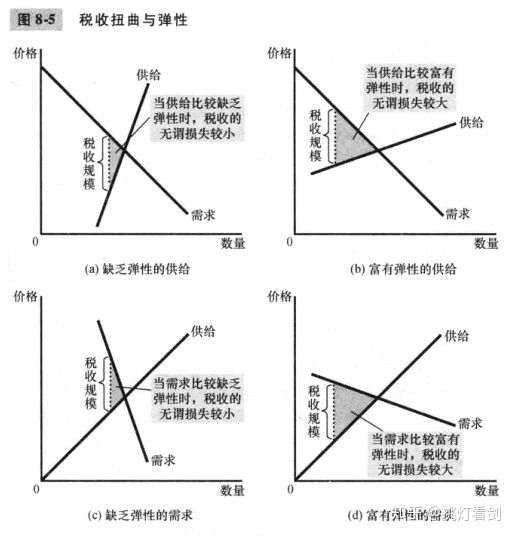 图 8-5 税收扭曲与弹性
价格
供给
当供给比较缺乏
弹性时，税收的
无谓损失较小
税收规模
需求
0
数量
(a) 缺乏弹性的供给
价格
当供给比较富有
弹性时，税收的
无谓损失较大
供给
税收规模
需求
0
数量
(b) 富有弹性的供给
价格
供给
税收规模
当需求比较缺乏
弹性时，税收的
无谓损失较小
需求
0
数量
(c) 缺乏弹性的需求
价格
供给
税收规模
需求
当需求比较富有
弹性时，税收的
无谓损失较大
0
数量
(d) 富有弹性的需求
知乎 @挑灯看剑